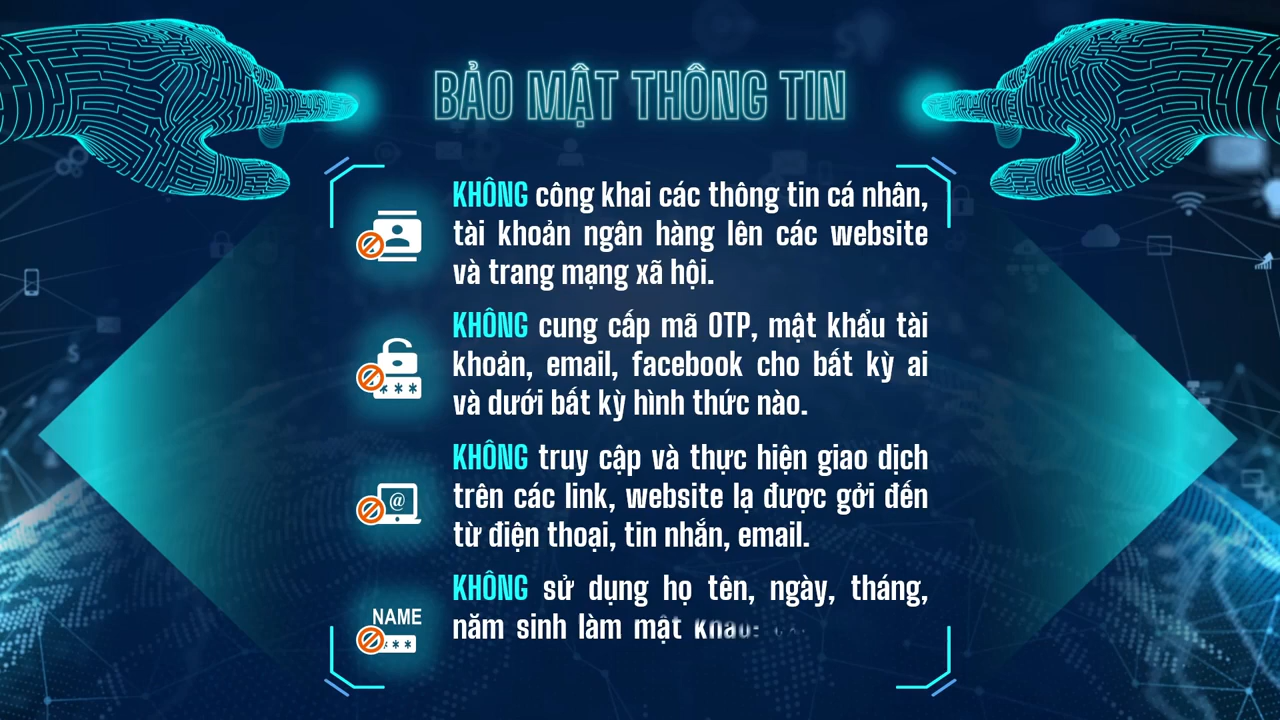 BẢO MẬT THÔNG TIN
KHÔNG công khai các thông tin cá nhân,
tài khoản ngân hàng lên các website
và trang mạng xã hội.
KHÔNG cung cấp mã OTP, mật khẩu tài
khoản, email, facebook cho bất kỳ ai
và dưới bất kỳ hình thức nào.
KHÔNG truy cập và thực hiện giao dịch
trên các link, website lạ được gởi đến
từ điện thoại, tin nhắn, email.
NAME
KHÔNG sử dụng họ tên, ngày, tháng,
năm sinh làm mật